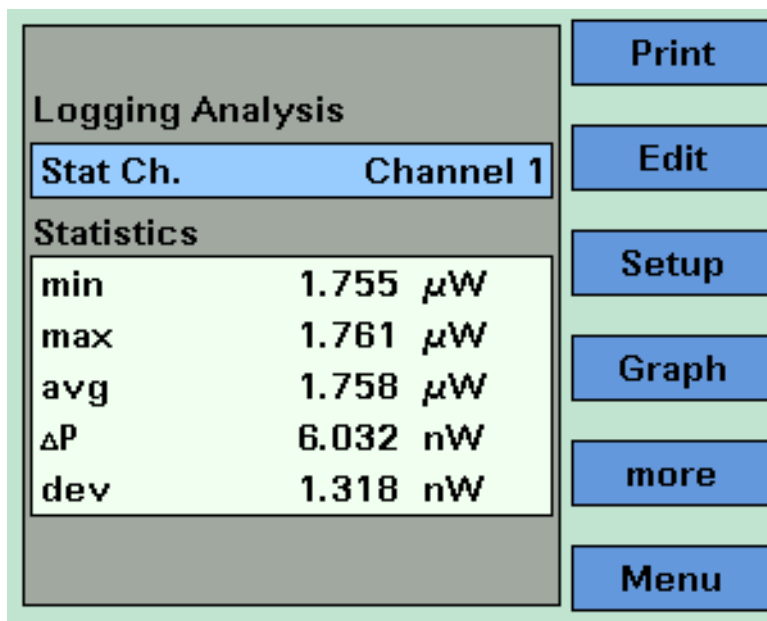 Logging Analysis
Stat Ch. Channel 1
Statistics
min 1.755 μW
max 1.761 μW
avg 1.758 μW
ΔP 6.032 nW
dev 1.318 nW
Print
Edit
Setup
Graph
more
Menu